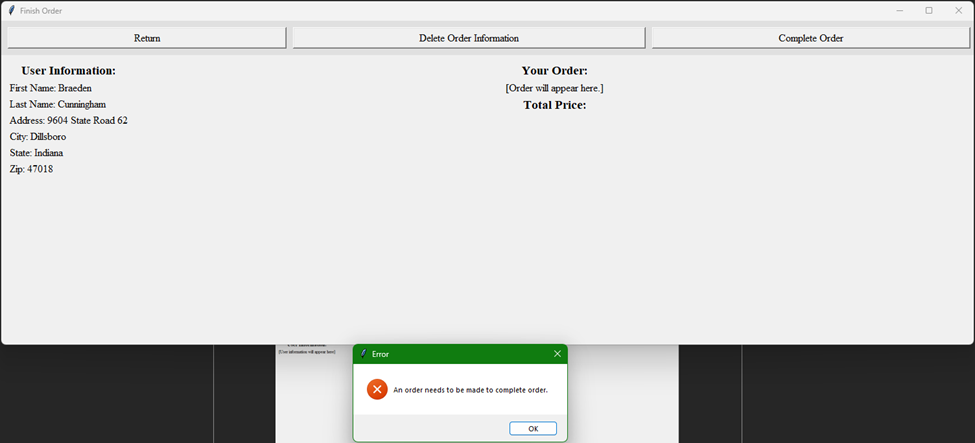 Finish Order
Return
Delete Order Information
Complete Order
User Information:
First Name: Braeden
Last Name: Cunningham
Address: 9604 State Road 62
City: Dillsboro
State: Indiana
Zip: 47018
Your Order:
[Order will appear here.]
Total Price:
[User information will appear here]
Error
An order needs to be made to complete order.
OK